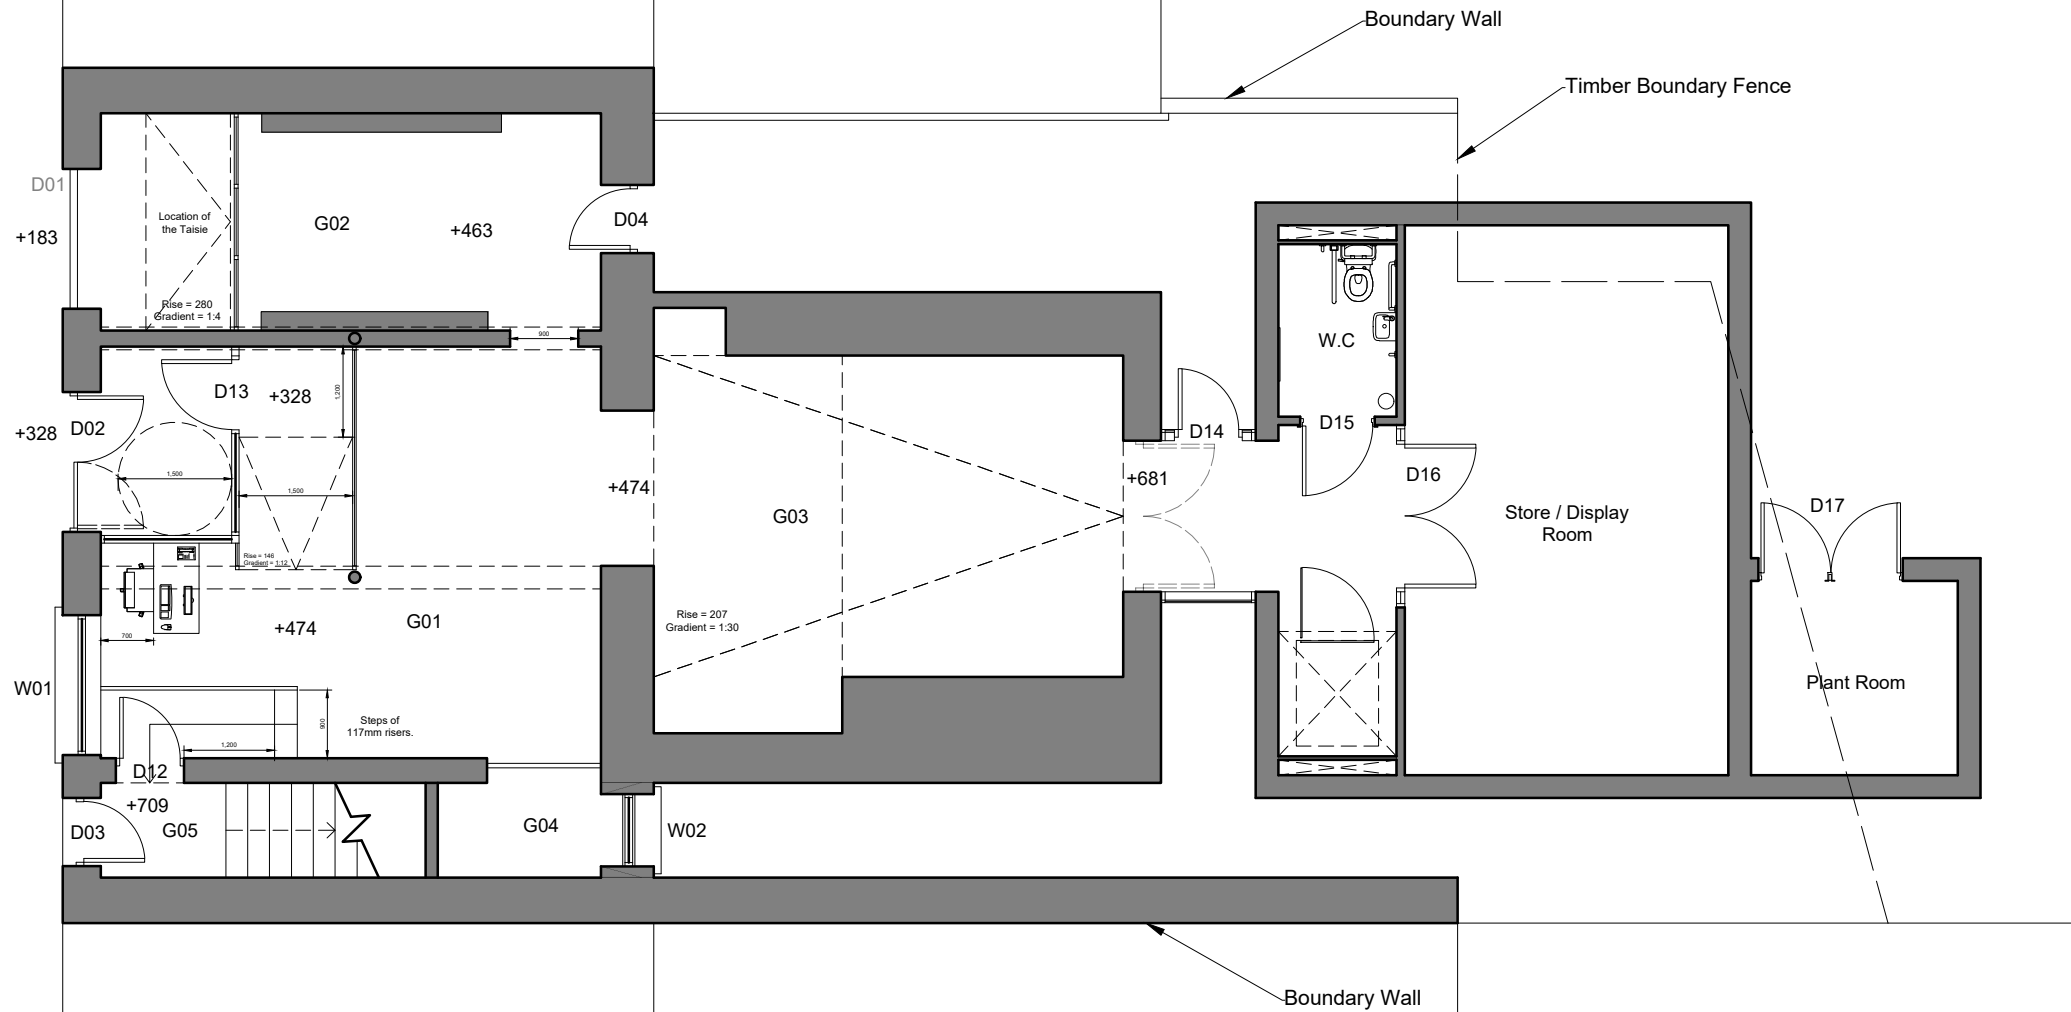 Boundary Wall
Timber Boundary Fence
D01
Location of
the Taisie
G02
+463
D04
+183
Rise = 280
Gradient = 1:4
900
W.C
D13
+328
1,200
D02
+328
D15
D14
D16
1,500
1,500
+474
+681
G03
Store / Display
Room
D17
Rise = 146
Gradient = 1:12
Rise = 207
Gradient = 1:30
G01
+474
700
W01
Plant Room
Steps of
117mm risers.
900
1,200
D12
+709
D03
G05
G04
W02
Boundary Wall